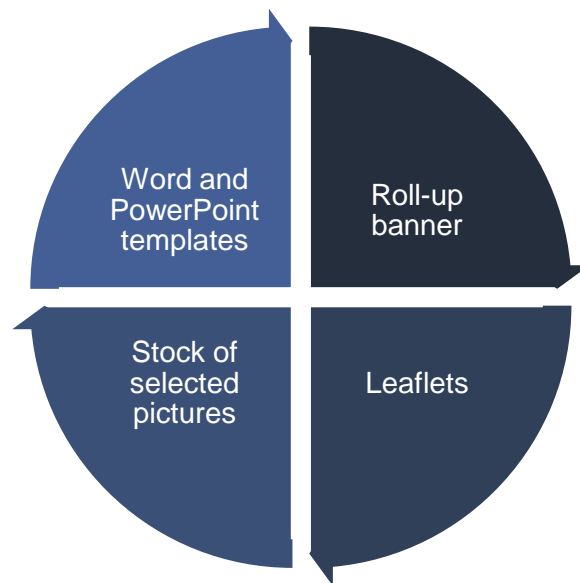 Word and
PowerPoint
templates
Roll-up
banner
Stock of
selected
pictures
Leaflets